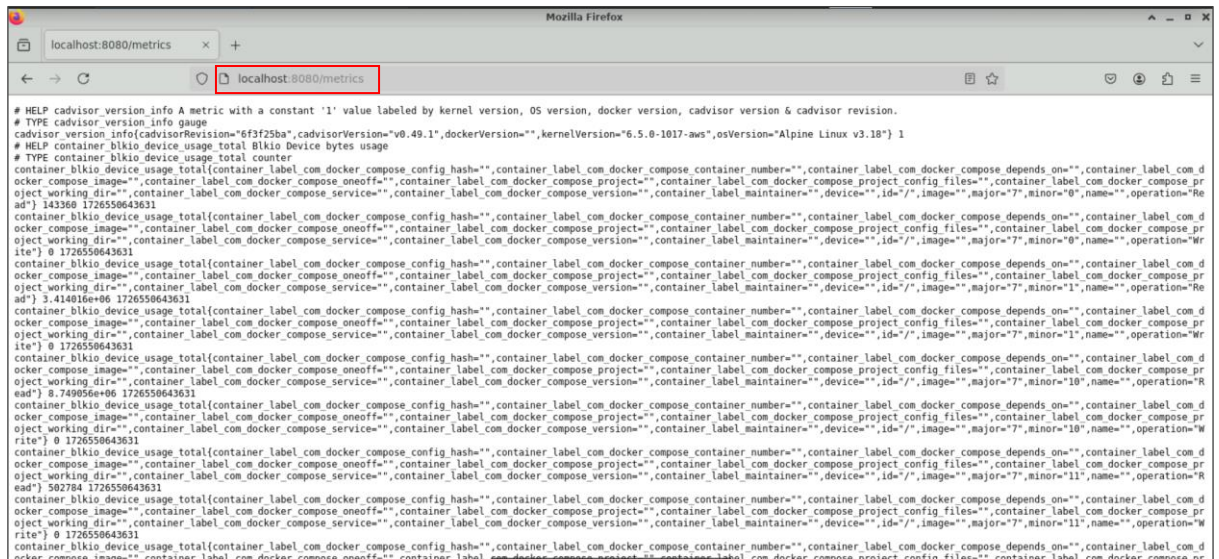 Mozilla Firefox
localhost:8080/metrics
localhost:8080/metrics
# HELP cadvisor_version_info A metric with a constant '1' value labeled by kernel version, OS version, docker version, cadvisor version & cadvisor revision.
# TYPE cadvisor_version_info gauge
cadvisor_version_info{cadvisorRevision="6f3f25ba",cadvisorVersion="v0.49.1",dockerVersion="",kernelVersion="6.5.0-1017-aws",osVersion="Alpine Linux v3.18"} 1
# HELP container_blkio_device_usage_total Blkio Device bytes usage
# TYPE container_blkio_device_usage_total counter
container_blkio_device_usage_total{container_label_com_docker_compose_config_hash="",container_label_com_docker_compose_container_number="",container_label_com_docker_compose_depends_on="",container_label_com_d
ocker_compose_image="",container_label_com_docker_compose_oneoff="",container_label_com_docker_compose_project="",container_label_com_docker_compose_project_config_files="",container_label_com_docker_compose_pr
oject_working_dir="",container_label_com_docker_compose_service="",container_label_com_docker_compose_version="",container_label_maintainer="",device="",id="/",image="",major="7",minor="0",name="",operation="Re
ad"} 143360 1726550643631
container_blkio_device_usage_total{container_label_com_docker_compose_config_hash="",container_label_com_docker_compose_container_number="",container_label_com_docker_compose_depends_on="",container_label_com_d
ocker_compose_image="",container_label_com_docker_compose_oneoff="",container_label_com_docker_compose_project="",container_label_com_docker_compose_project_config_files="",container_label_com_docker_compose_pr
oject_working_dir="",container_label_com_docker_compose_service="",container_label_com_docker_compose_version="",container_label_maintainer="",device="",id="/",image="",major="7",minor="0",name="",operation="Wr
ite"} 0 1726550643631
container_blkio_device_usage_total{container_label_com_docker_compose_config_hash="",container_label_com_docker_compose_container_number="",container_label_com_docker_compose_depends_on="",container_label_com_d
ocker_compose_image="",container_label_com_docker_compose_oneoff="",container_label_com_docker_compose_project="",container_label_com_docker_compose_project_config_files="",container_label_com_docker_compose_pr
oject_working_dir="",container_label_com_docker_compose_service="",container_label_com_docker_compose_version="",container_label_maintainer="",device="",id="/",image="",major="7",minor="1",name="",operation="Re
ad"} 3.414016e+06 1726550643631
container_blkio_device_usage_total{container_label_com_docker_compose_config_hash="",container_label_com_docker_compose_container_number="",container_label_com_docker_compose_depends_on="",container_label_com_d
ocker_compose_image="",container_label_com_docker_compose_oneoff="",container_label_com_docker_compose_project="",container_label_com_docker_compose_project_config_files="",container_label_com_docker_compose_pr
oject_working_dir="",container_label_com_docker_compose_service="",container_label_com_docker_compose_version="",container_label_maintainer="",device="",id="/",image="",major="7",minor="1",name="",operation="Wr
ite"} 0 1726550643631
container_blkio_device_usage_total{container_label_com_docker_compose_config_hash="",container_label_com_docker_compose_container_number="",container_label_com_docker_compose_depends_on="",container_label_com_d
ocker_compose_image="",container_label_com_docker_compose_oneoff="",container_label_com_docker_compose_project="",container_label_com_docker_compose_project_config_files="",container_label_com_docker_compose_pr
oject_working_dir="",container_label_com_docker_compose_service="",container_label_com_docker_compose_version="",container_label_maintainer="",device="",id="/",image="",major="7",minor="10",name="",operation="R
ead"} 8.749056e+06 1726550643631
container_blkio_device_usage_total{container_label_com_docker_compose_config_hash="",container_label_com_docker_compose_container_number="",container_label_com_docker_compose_depends_on="",container_label_com_d
ocker_compose_image="",container_label_com_docker_compose_oneoff="",container_label_com_docker_compose_project="",container_label_com_docker_compose_project_config_files="",container_label_com_docker_compose_pr
oject_working_dir="",container_label_com_docker_compose_service="",container_label_com_docker_compose_version="",container_label_maintainer="",device="",id="/",image="",major="7",minor="10",name="",operation="W
rite"} 0 1726550643631
container_blkio_device_usage_total{container_label_com_docker_compose_config_hash="",container_label_com_docker_compose_container_number="",container_label_com_docker_compose_depends_on="",container_label_com_d
ocker_compose_image="",container_label_com_docker_compose_oneoff="",container_label_com_docker_compose_project="",container_label_com_docker_compose_project_config_files="",container_label_com_docker_compose_pr
oject_working_dir="",container_label_com_docker_compose_service="",container_label_com_docker_compose_version="",container_label_maintainer="",device="",id="/",image="",major="7",minor="11",name="",operation="R
ead"} 502784 1726550643631
container_blkio_device_usage_total{container_label_com_docker_compose_config_hash="",container_label_com_docker_compose_container_number="",container_label_com_docker_compose_depends_on="",container_label_com_d
ocker_compose_image="",container_label_com_docker_compose_oneoff="",container_label_com_docker_compose_project="",container_label_com_docker_compose_project_config_files="",container_label_com_docker_compose_pr
oject_working_dir="",container_label_com_docker_compose_service="",container_label_com_docker_compose_version="",container_label_maintainer="",device="",id="/",image="",major="7",minor="11",name="",operation="W
rite"} 0 1726550643631
container_blkio_device_usage_total{container_label_com_docker_compose_config_hash="",container_label_com_docker_compose_container_number="",container_label_com_docker_compose_depends_on="",container_label_com_d